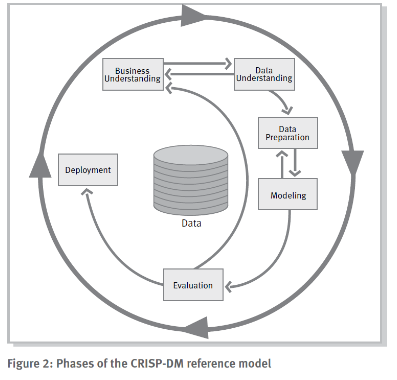 Business
Understanding
Data
Understanding
Data
Preparation
Modeling
Deployment
Data
Evaluation
Figure 2: Phases of the CRISP-DM reference model